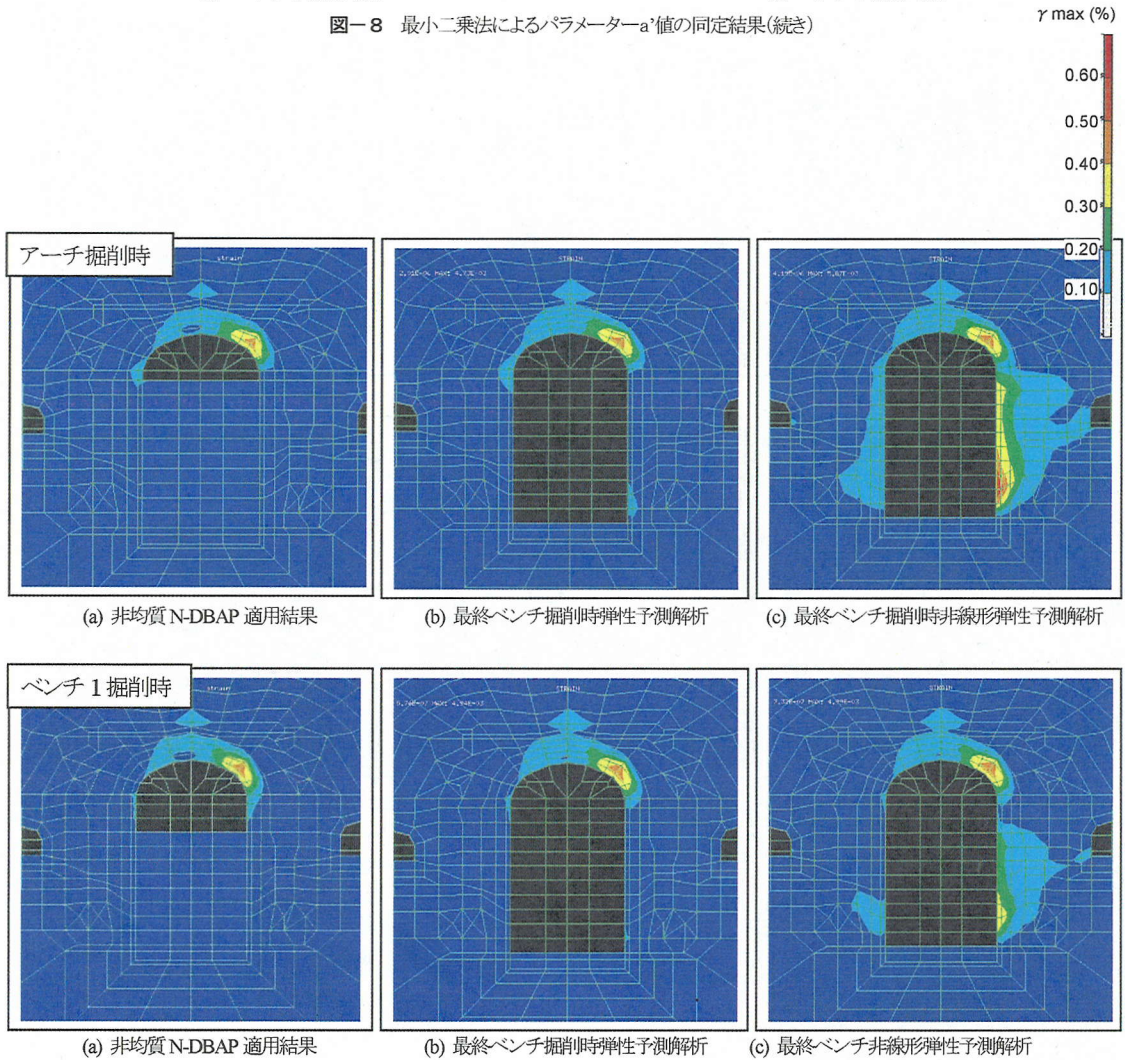 図－8 最小二乗法によるパラメーターa'値の同定結果(続き)
γ max (%)
0.60
0.50
0.40
0.30
0.20
0.10
アーチ掘削時
strain
STRAIN
STRAIN
(a) 非均質 N-DBAP 適用結果
(b) 最終ベンチ掘削時弾性予測解析
(c) 最終ベンチ掘削時非線形弾性予測解析
ベンチ 1 掘削時
strain
STRAIN
STRAIN
(a) 非均質 N-DBAP 適用結果
(b) 最終ベンチ掘削時弾性予測解析
(c) 最終ベンチ非線形弾性予測解析